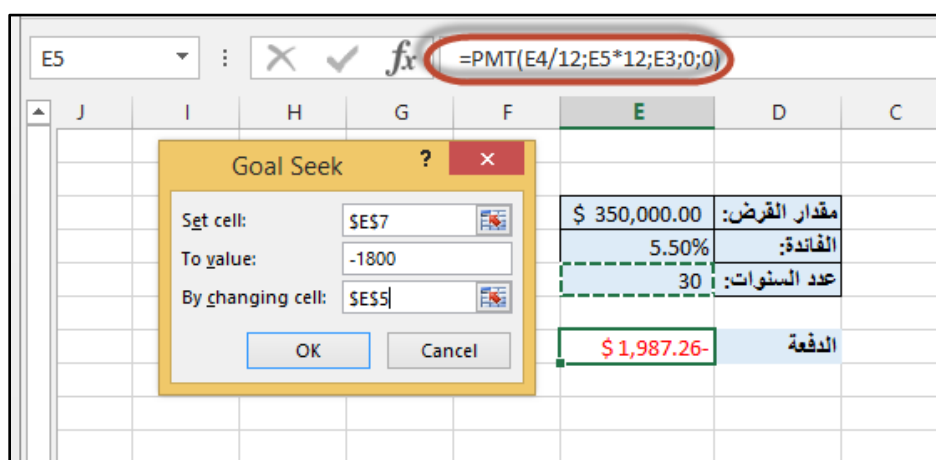 E5 fx =PMT(E4/12;E5*12;E3;0;0)
J I H G F E D C
Goal Seek ? ×
Set cell: $E$7
To value: -1800
By changing cell: $E$5
OK Cancel
مقدار القرض: $ 350,000.00
الفائدة: 5.50%
عدد السنوات: 30
الدفعة $ 1,987.26-